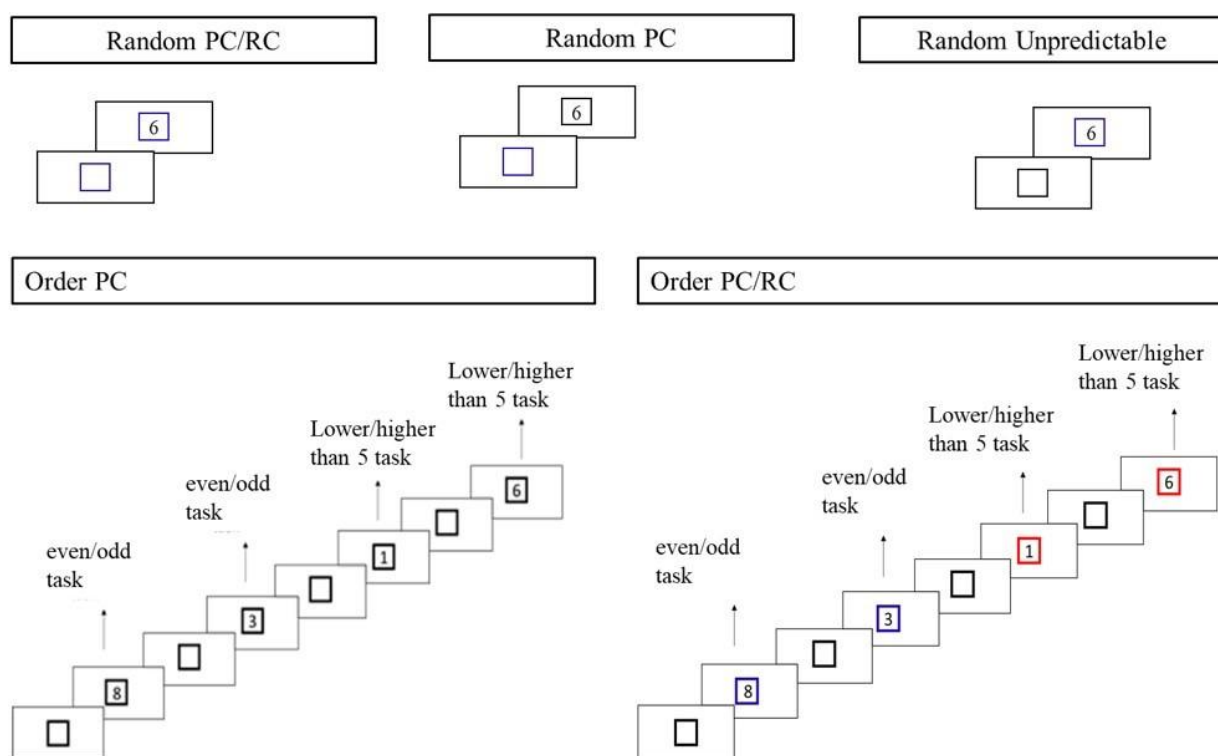 Random PC/RC
Random PC
Random Unpredictable
6
6
6
Order PC
Order PC/RC
Lower/higher
than 5 task
Lower/higher
than 5 task
even/odd
task
even/odd
task
6
1
3
8
Lower/higher
than 5 task
Lower/higher
than 5 task
even/odd
task
even/odd
task
6
1
3
8